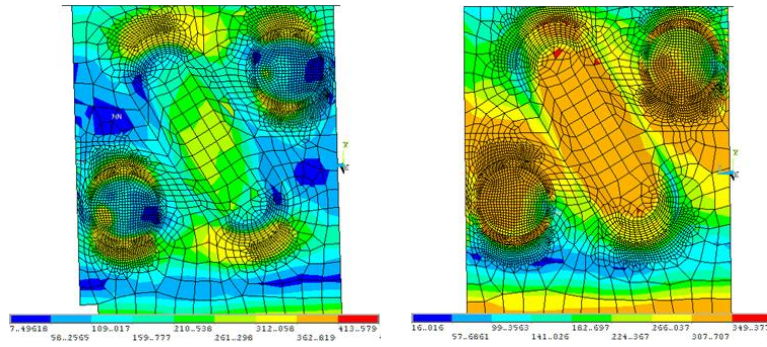 MN
Z
X
Z
X
7.49618 109.017 210.538 312.058 413.579
58.2565 159.777 261.298 362.819
16.016 99.3563 182.697 266.037 349.377
57.6861 141.026 224.367 307.707